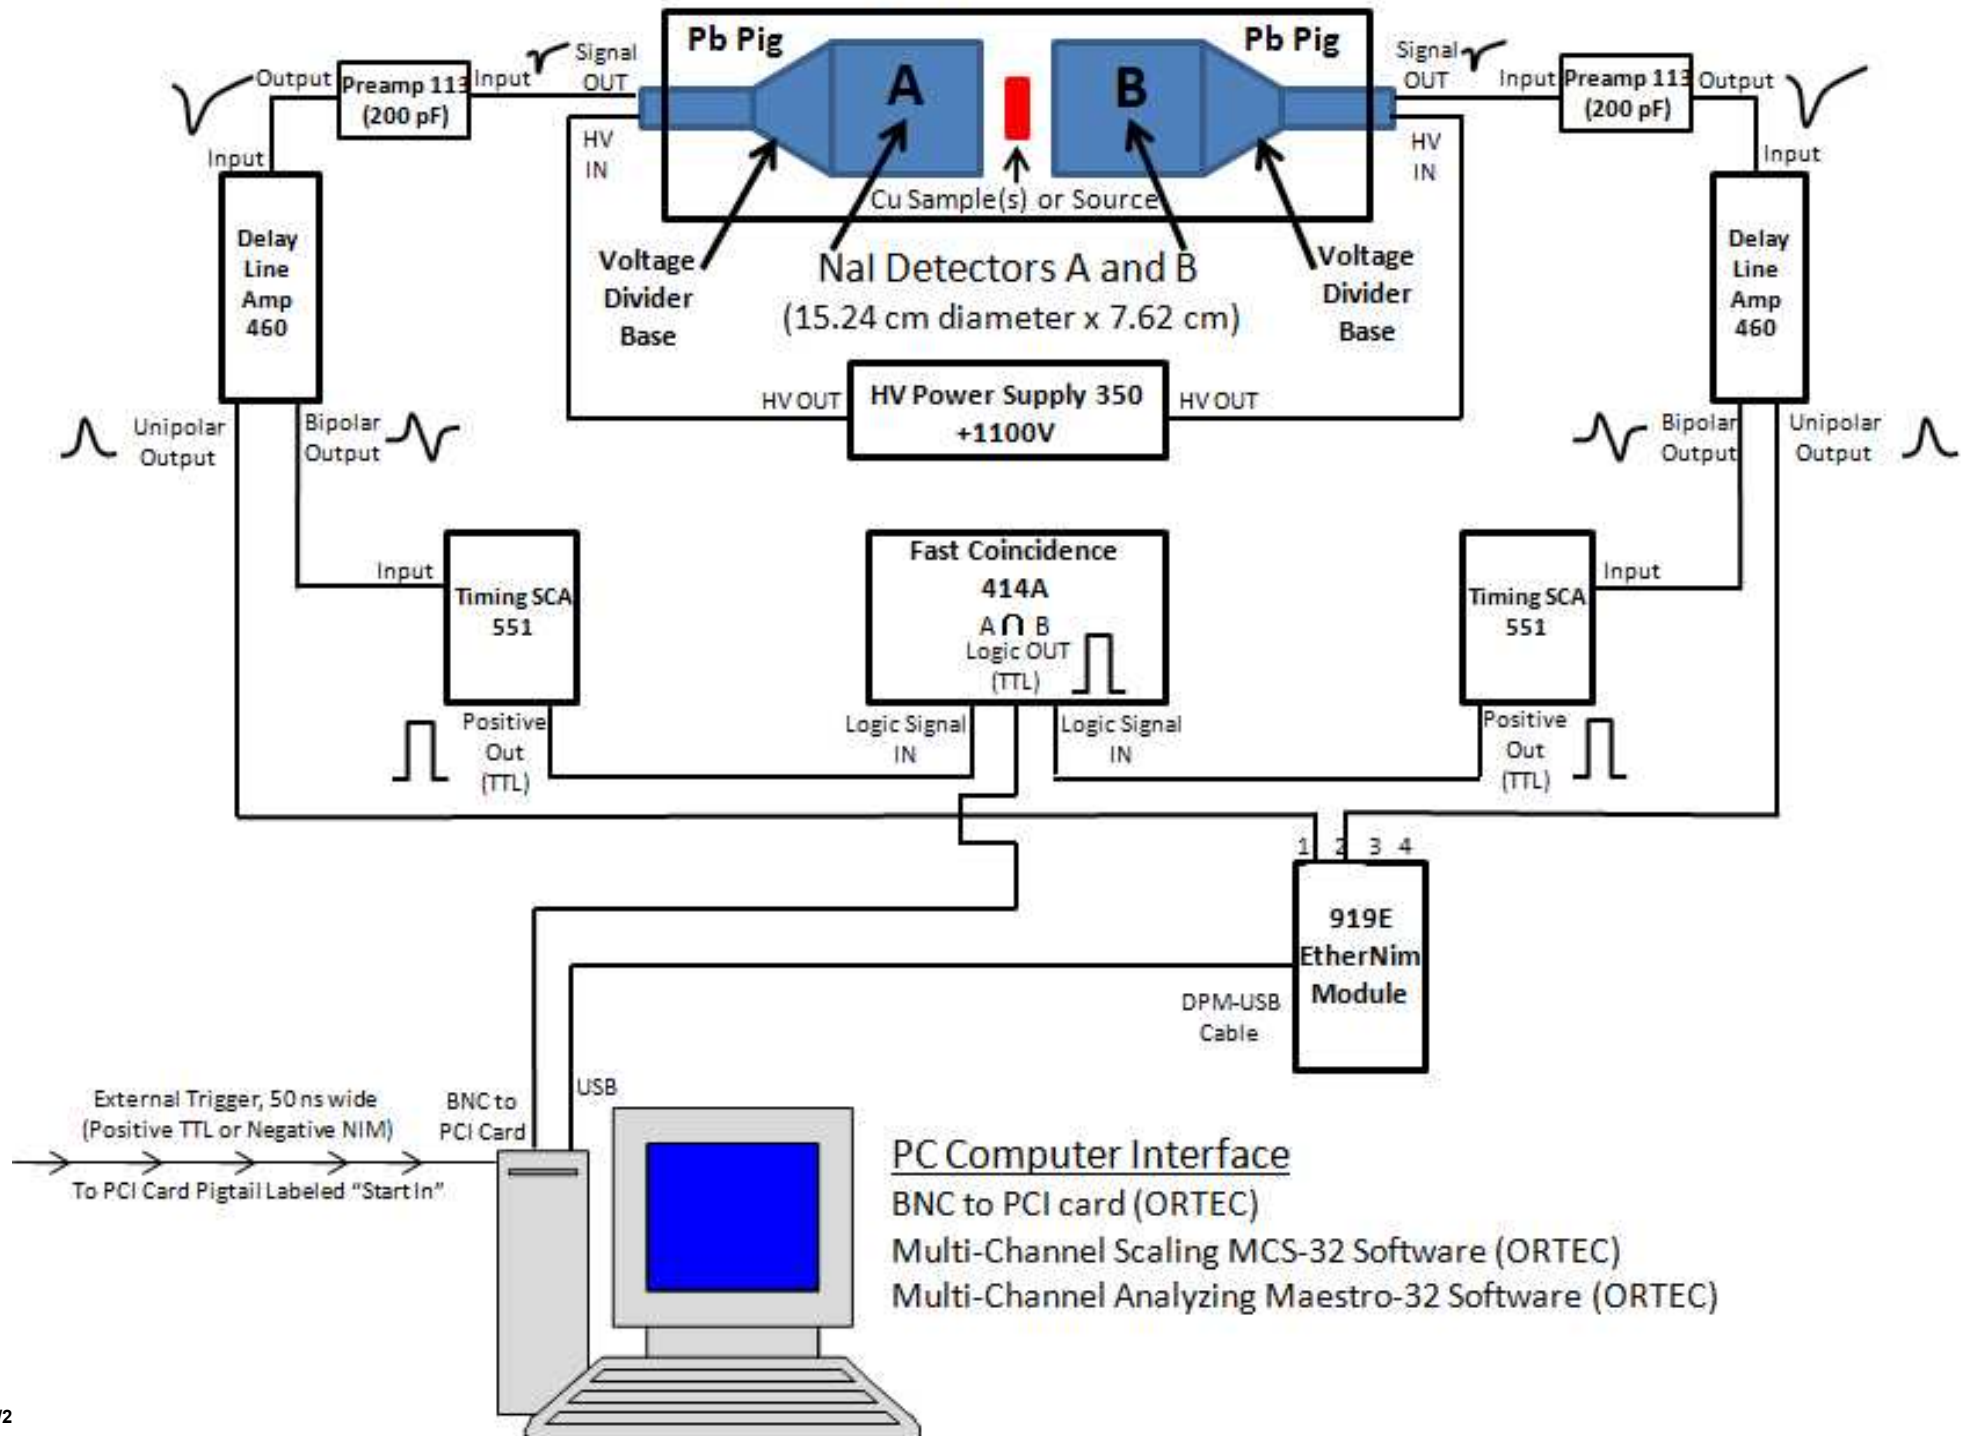 Pb Pig
Pb Pig
Signal
OUT
Signal
OUT
Output
Preamp 113
(200 pF)
Input
A
B
Input
Preamp 113
(200 pF)
Output
Input
HV
IN
HV
IN
Input
Cu Sample(s) or Source
Delay
Line
Amp
460
Voltage
Divider
Base
NaI Detectors A and B
(15.24 cm diameter x 7.62 cm)
Voltage
Divider
Base
Delay
Line
Amp
460
HV OUT
HV Power Supply 350
+1100V
HV OUT
Unipolar
Output
Bipolar
Output
Bipolar
Output
Unipolar
Output
Input
Timing SCA
551
Fast Coincidence
414A
A ∩ B
Logic OUT
(TTL)
Timing SCA
551
Input
Positive
Out
(TTL)
Logic Signal
IN
Logic Signal
IN
Positive
Out
(TTL)
1 2 3 4
919E
EtherNim
Module
DPM-USB
Cable
External Trigger, 50 ns wide
(Positive TTL or Negative NIM)
To PCI Card Pigtail Labeled “Start In”
BNC to
PCI Card
USB
PC Computer Interface
BNC to PCI card (ORTEC)
Multi-Channel Scaling MCS-32 Software (ORTEC)
Multi-Channel Analyzing Maestro-32 Software (ORTEC)
/2